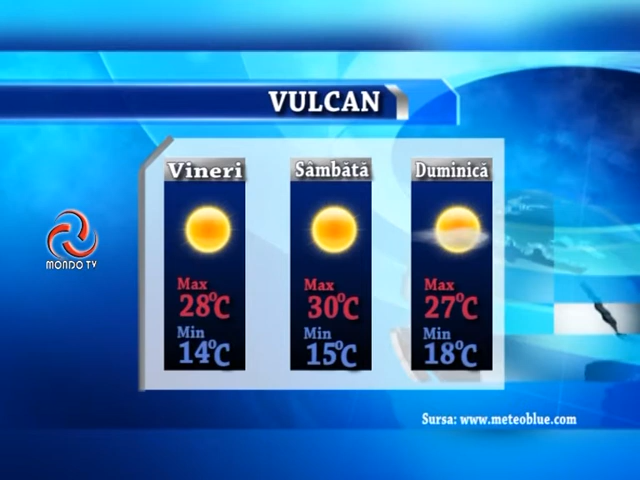 VULCAN
Vineri
Sâmbătă
Duminică
MONDO TV
Max
28°C
Min
14°C
Max
30°C
Min
15°C
Max
27°C
Min
18°C
Sursa: www.meteoblue.com